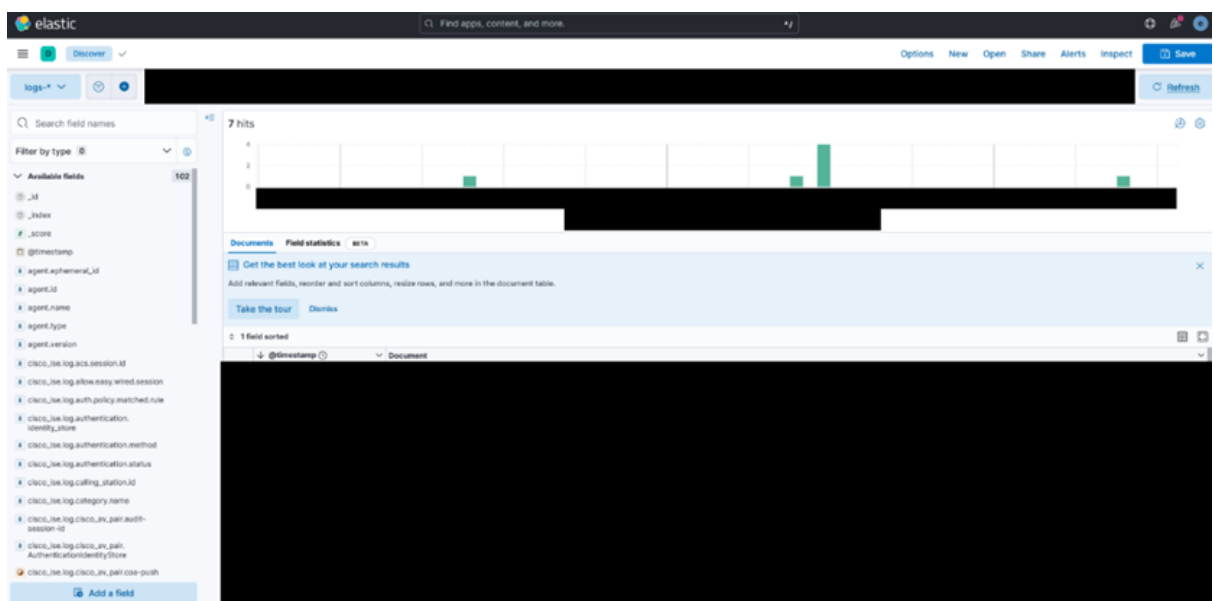 elastic
Find apps, content, and more.
D
Discover
Options New Open Share Alerts Inspect Save
logs-*
Refresh
Search field names
7 hits
Filter by type 0
4
2
0
Available fields 102
_id
_index
_score
@timestamp
agent.ephemeral_id
agent.id
agent.name
agent.type
agent.version
cisco_ise.log.acs.session.id
cisco_ise.log.allow.easy.wired.session
cisco_ise.log.auth.policy.matched.rule
cisco_ise.log.authentication.
identity_store
cisco_ise.log.authentication.method
cisco_ise.log.authentication.status
cisco_ise.log.calling_station.id
cisco_ise.log.category.name
cisco_ise.log.cisco_av_pair.audit-
session-id
cisco_ise.log.cisco_av_pair.
AuthenticationIdentityStore
cisco_ise.log.cisco_av_pair.coa-push
Add a field
Documents Field statistics BETA
Get the best look at your search results
Add relevant fields, reorder and sort columns, resize rows, and more in the document table.
Take the tour Dismiss
1 field sorted
@timestamp Document